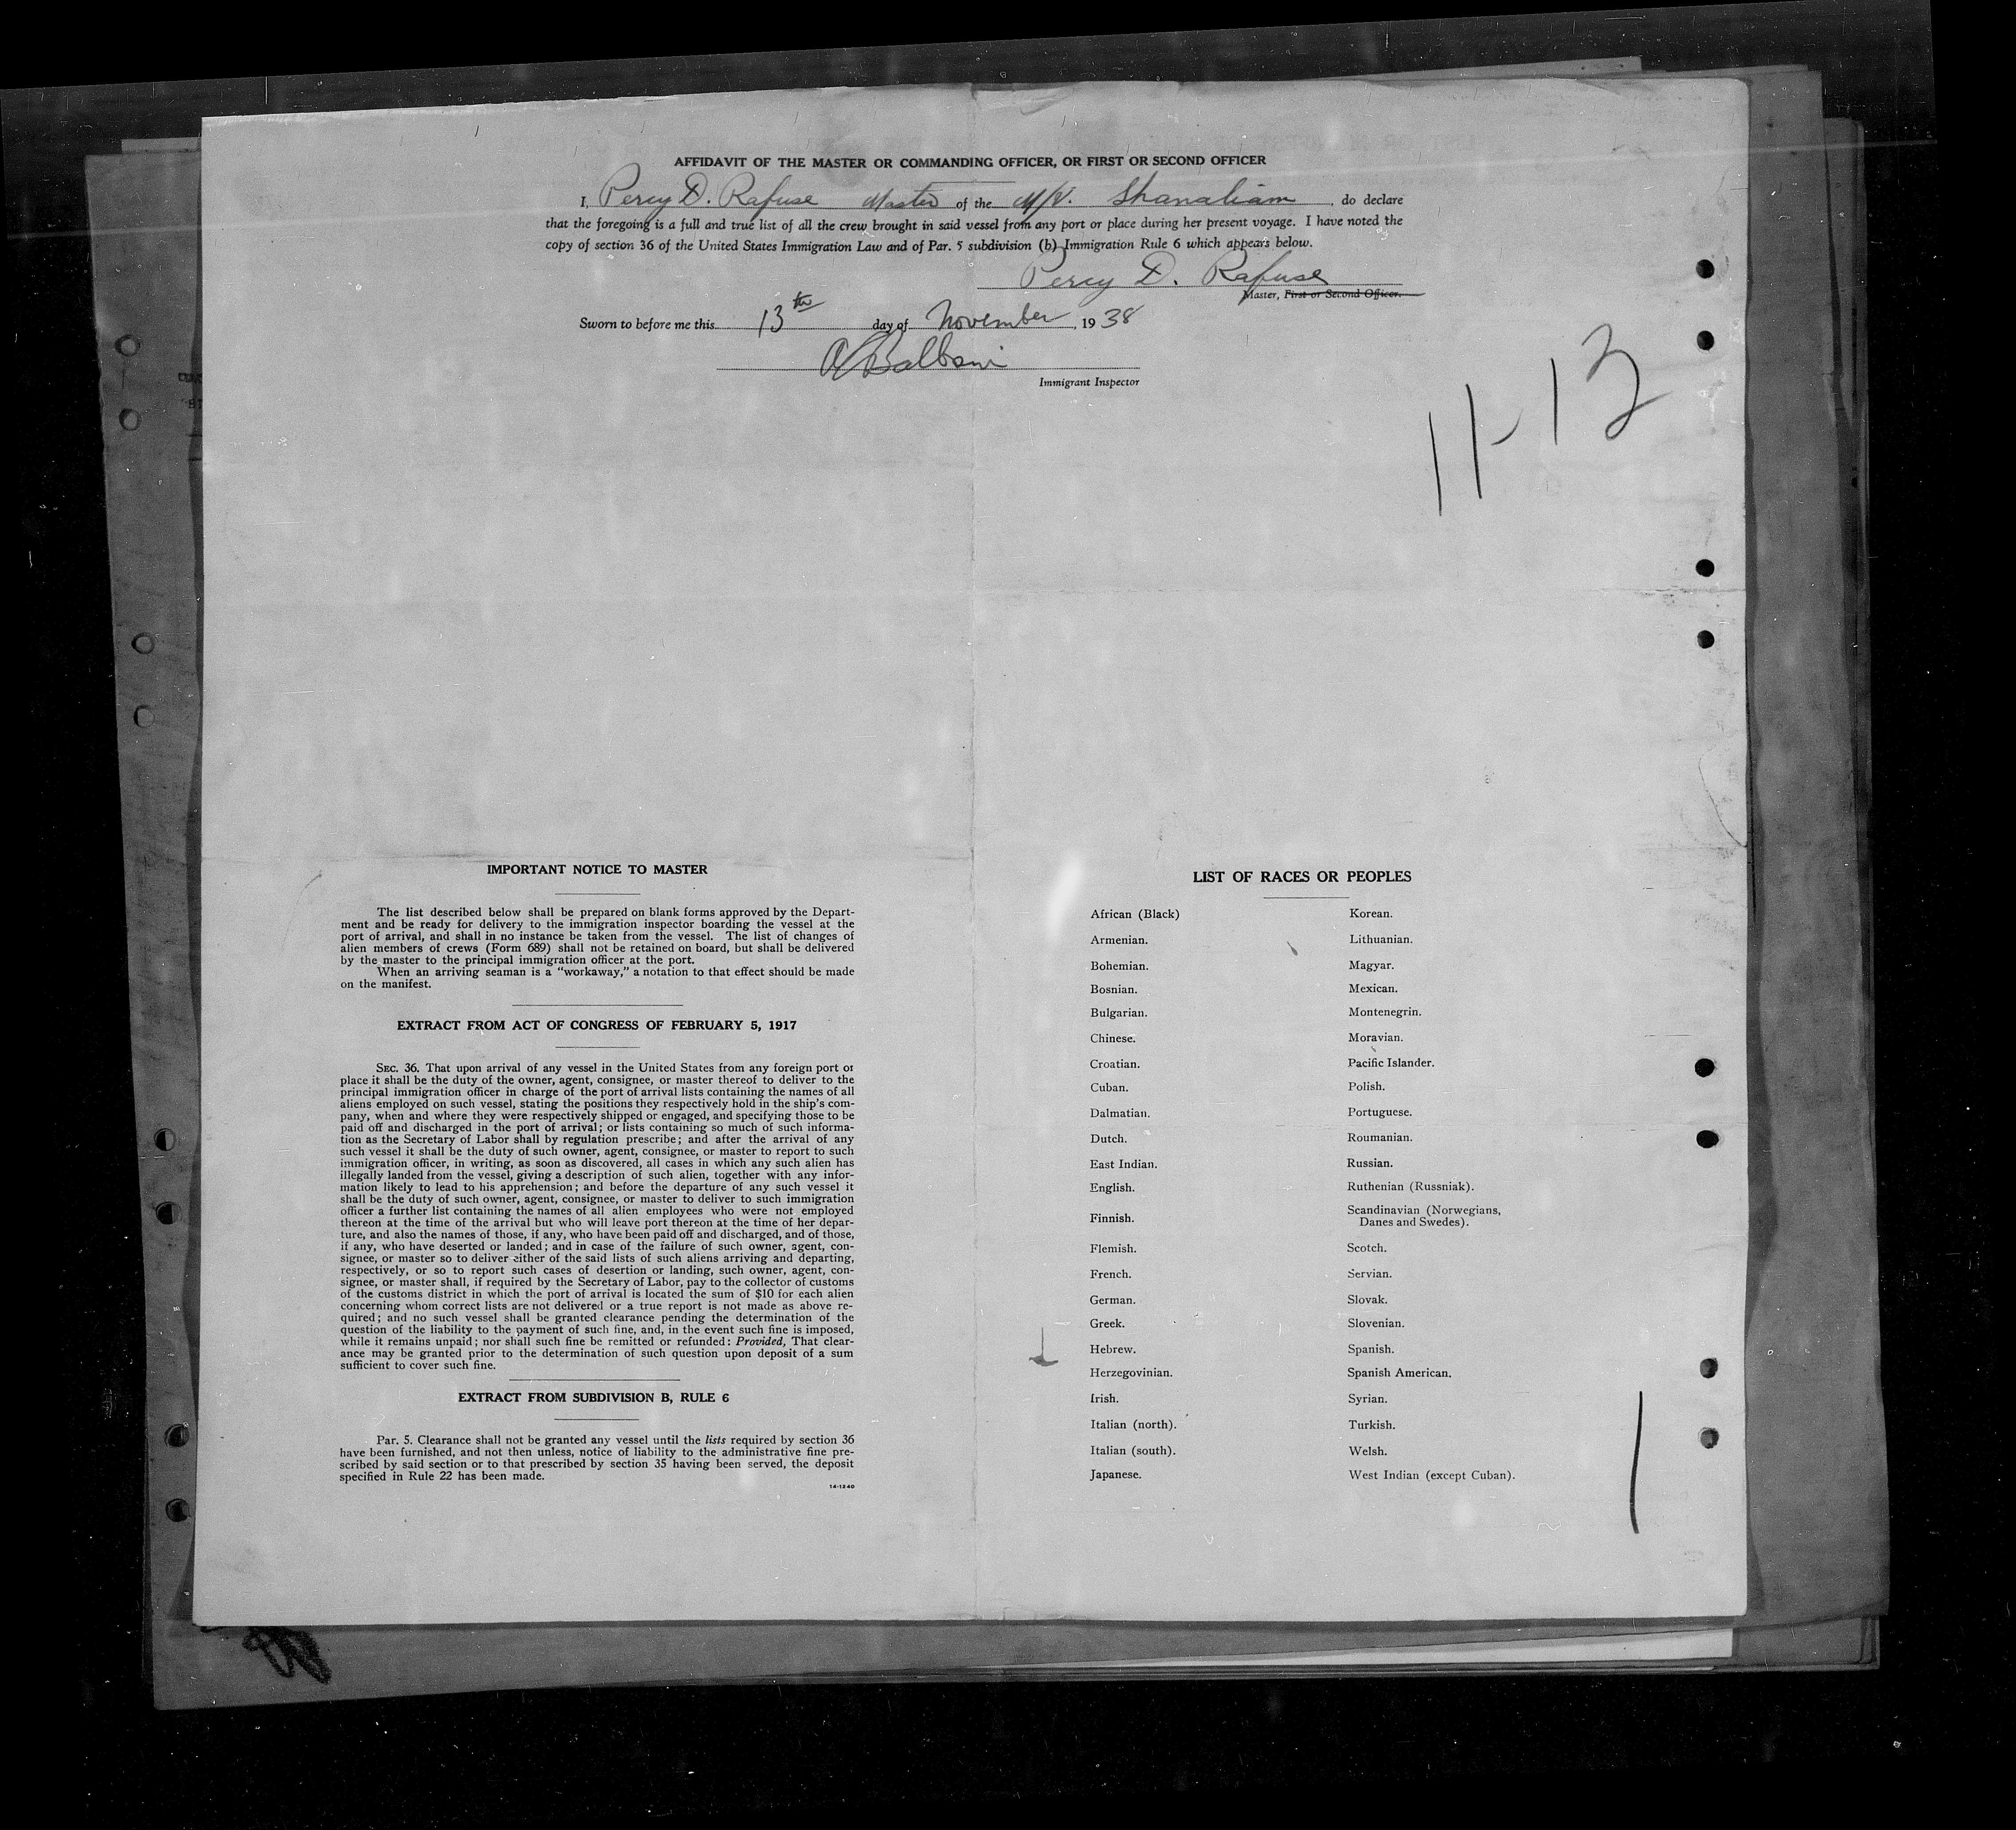 AFFIDAVIT OF THE MASTER OR COMMANDING OFFICER, OR FIRST OR SECOND OFFICER
I, Percy D. Rafuse Master of the M/V. Shanalian, do declare
that the foregoing is a full and true list of all the crew brought in said vessel from any port or place during her present voyage. I have noted the
copy of section 36 of the United States Immigration Law and of Par. 5 subdivision (b) Immigration Rule 6 which appears below.
Percy D. Rafuse
Master, First or Second Officer.
Sworn to before me this 13th day of November, 1938
Immigrant Inspector
11-13
IMPORTANT NOTICE TO MASTER
The list described below shall be prepared on blank forms approved by the Depart-
ment and be ready for delivery to the immigration inspector boarding the vessel at the
port of arrival, and shall in no instance be taken from the vessel. The list of changes of
alien members of crews (Form 689) shall not be retained on board, but shall be delivered
by the master to the principal immigration officer at the port.
When an arriving seaman is a "workaway," a notation to that effect should be made
on the manifest.
EXTRACT FROM ACT OF CONGRESS OF FEBRUARY 5, 1917
SEC. 36. That upon arrival of any vessel in the United States from any foreign port or
place it shall be the duty of the owner, agent, consignee, or master thereof to deliver to the
principal immigration officer in charge of the port of arrival lists containing the names of all
aliens employed on such vessel, stating the positions they respectively hold in the ship's com-
pany, when and where they were respectively shipped or engaged, and specifying those to be
paid off and discharged in the port of arrival; or lists containing so much of such informa-
tion as the Secretary of Labor shall by regulation prescribe; and after the arrival of any
such vessel it shall be the duty of such owner, agent, consignee, or master to report to such
immigration officer, in writing, as soon as discovered, all cases in which any such alien has
illegally landed from the vessel, giving a description of such alien, together with any infor-
mation likely to lead to his apprehension; and before the departure of any such vessel it
shall be the duty of such owner, agent, consignee, or master to deliver to such immigration
officer a further list containing the names of all alien employees who were not employed
thereon at the time of the arrival but who will leave port thereon at the time of her depar-
ture, and also the names of those, if any, who have been paid off and discharged, and of those,
if any, who have deserted or landed; and in case of the failure of such owner, agent, con-
signee, or master so to deliver either of the said lists of such aliens arriving and departing,
respectively, or so to report such cases of desertion or landing, such owner, agent, con-
signee, or master shall, if required by the Secretary of Labor, pay to the collector of customs
of the customs district in which the port of arrival is located the sum of $10 for each alien
concerning whom correct lists are not delivered or a true report is not made as above re-
quired; and no such vessel shall be granted clearance pending the determination of the
question of the liability to the payment of such fine, and, in the event such fine is imposed,
while it remains unpaid; nor shall such fine be remitted or refunded: Provided, That clear-
ance may be granted prior to the determination of such question upon deposit of a sum
sufficient to cover such fine.
EXTRACT FROM SUBDIVISION B, RULE 6
Par. 5. Clearance shall not be granted any vessel until the lists required by section 36
have been furnished, and not then unless, notice of liability to the administrative fine pre-
scribed by said section or to that prescribed by section 35 having been served, the deposit
specified in Rule 22 has been made.
14-1240
LIST OF RACES OR PEOPLES
African (Black)
Armenian.
Bohemian.
Bosnian.
Bulgarian.
Chinese.
Croatian.
Cuban.
Dalmatian.
Dutch.
East Indian.
English.
Finnish.
Flemish.
French.
German.
Greek.
Hebrew.
Herzegovinian.
Irish.
Italian (north).
Italian (south).
Japanese.
Korean.
Lithuanian.
Magyar.
Mexican.
Montenegrin.
Moravian.
Pacific Islander.
Polish.
Portuguese.
Roumanian.
Russian.
Ruthenian (Russniak).
Scandinavian (Norwegians,
Danes and Swedes).
Scotch.
Servian.
Slovak.
Slovenian.
Spanish.
Spanish American.
Syrian.
Turkish.
Welsh.
West Indian (except Cuban).